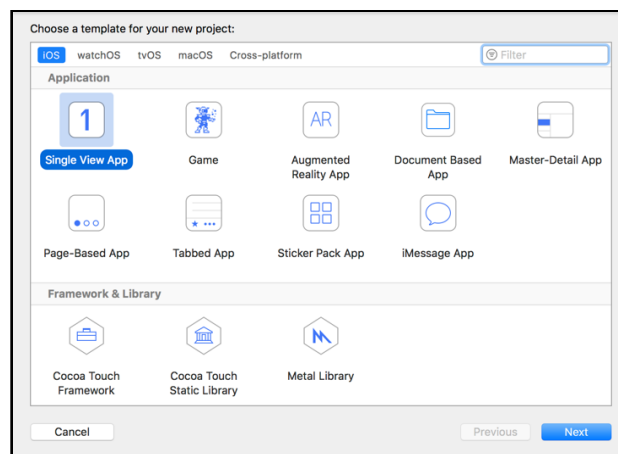 Choose a template for your new project:
iOS watchOS tvOS macOS Cross-platform Filter
Application
1 AR
Single View App Game Augmented Reality App Document Based App Master-Detail App
Page-Based App Tabbed App Sticker Pack App iMessage App
Framework & Library
Cocoa Touch Framework Cocoa Touch Static Library Metal Library
Cancel Previous Next